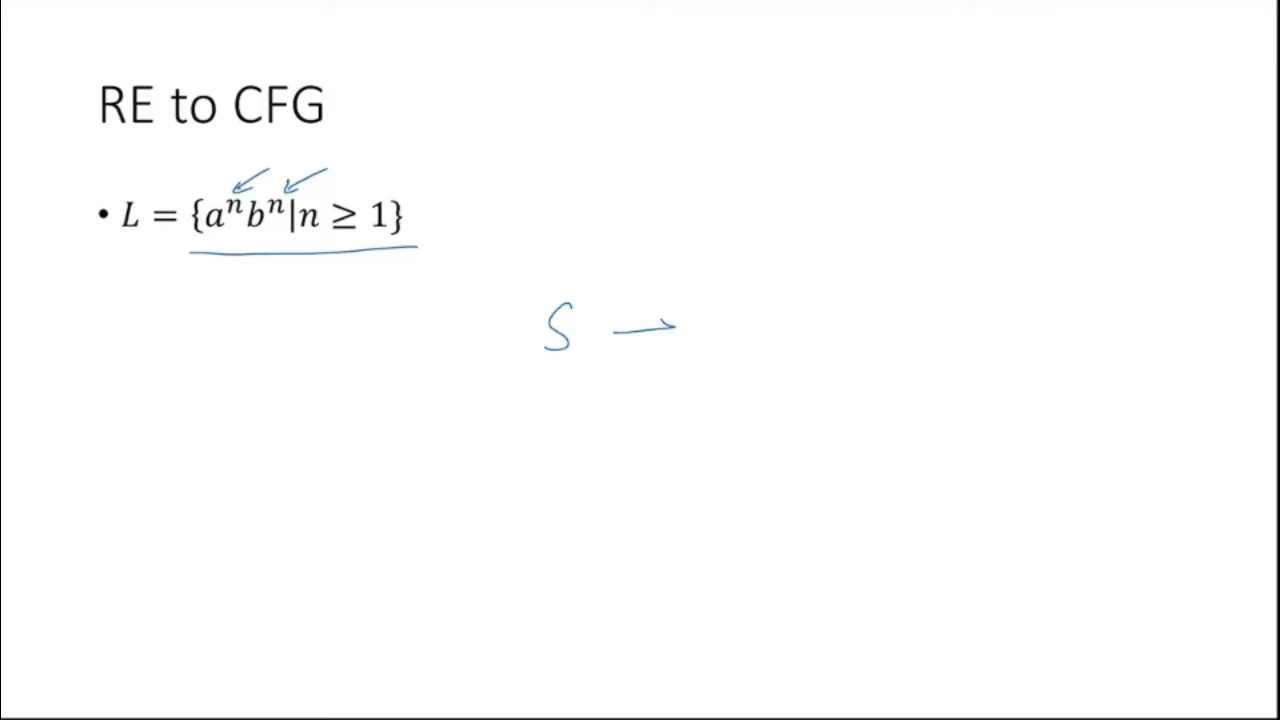 RE to CFG
• 𝐿 = {𝑎ⁿ𝑏ⁿ|𝑛 ≥ 1}
S →